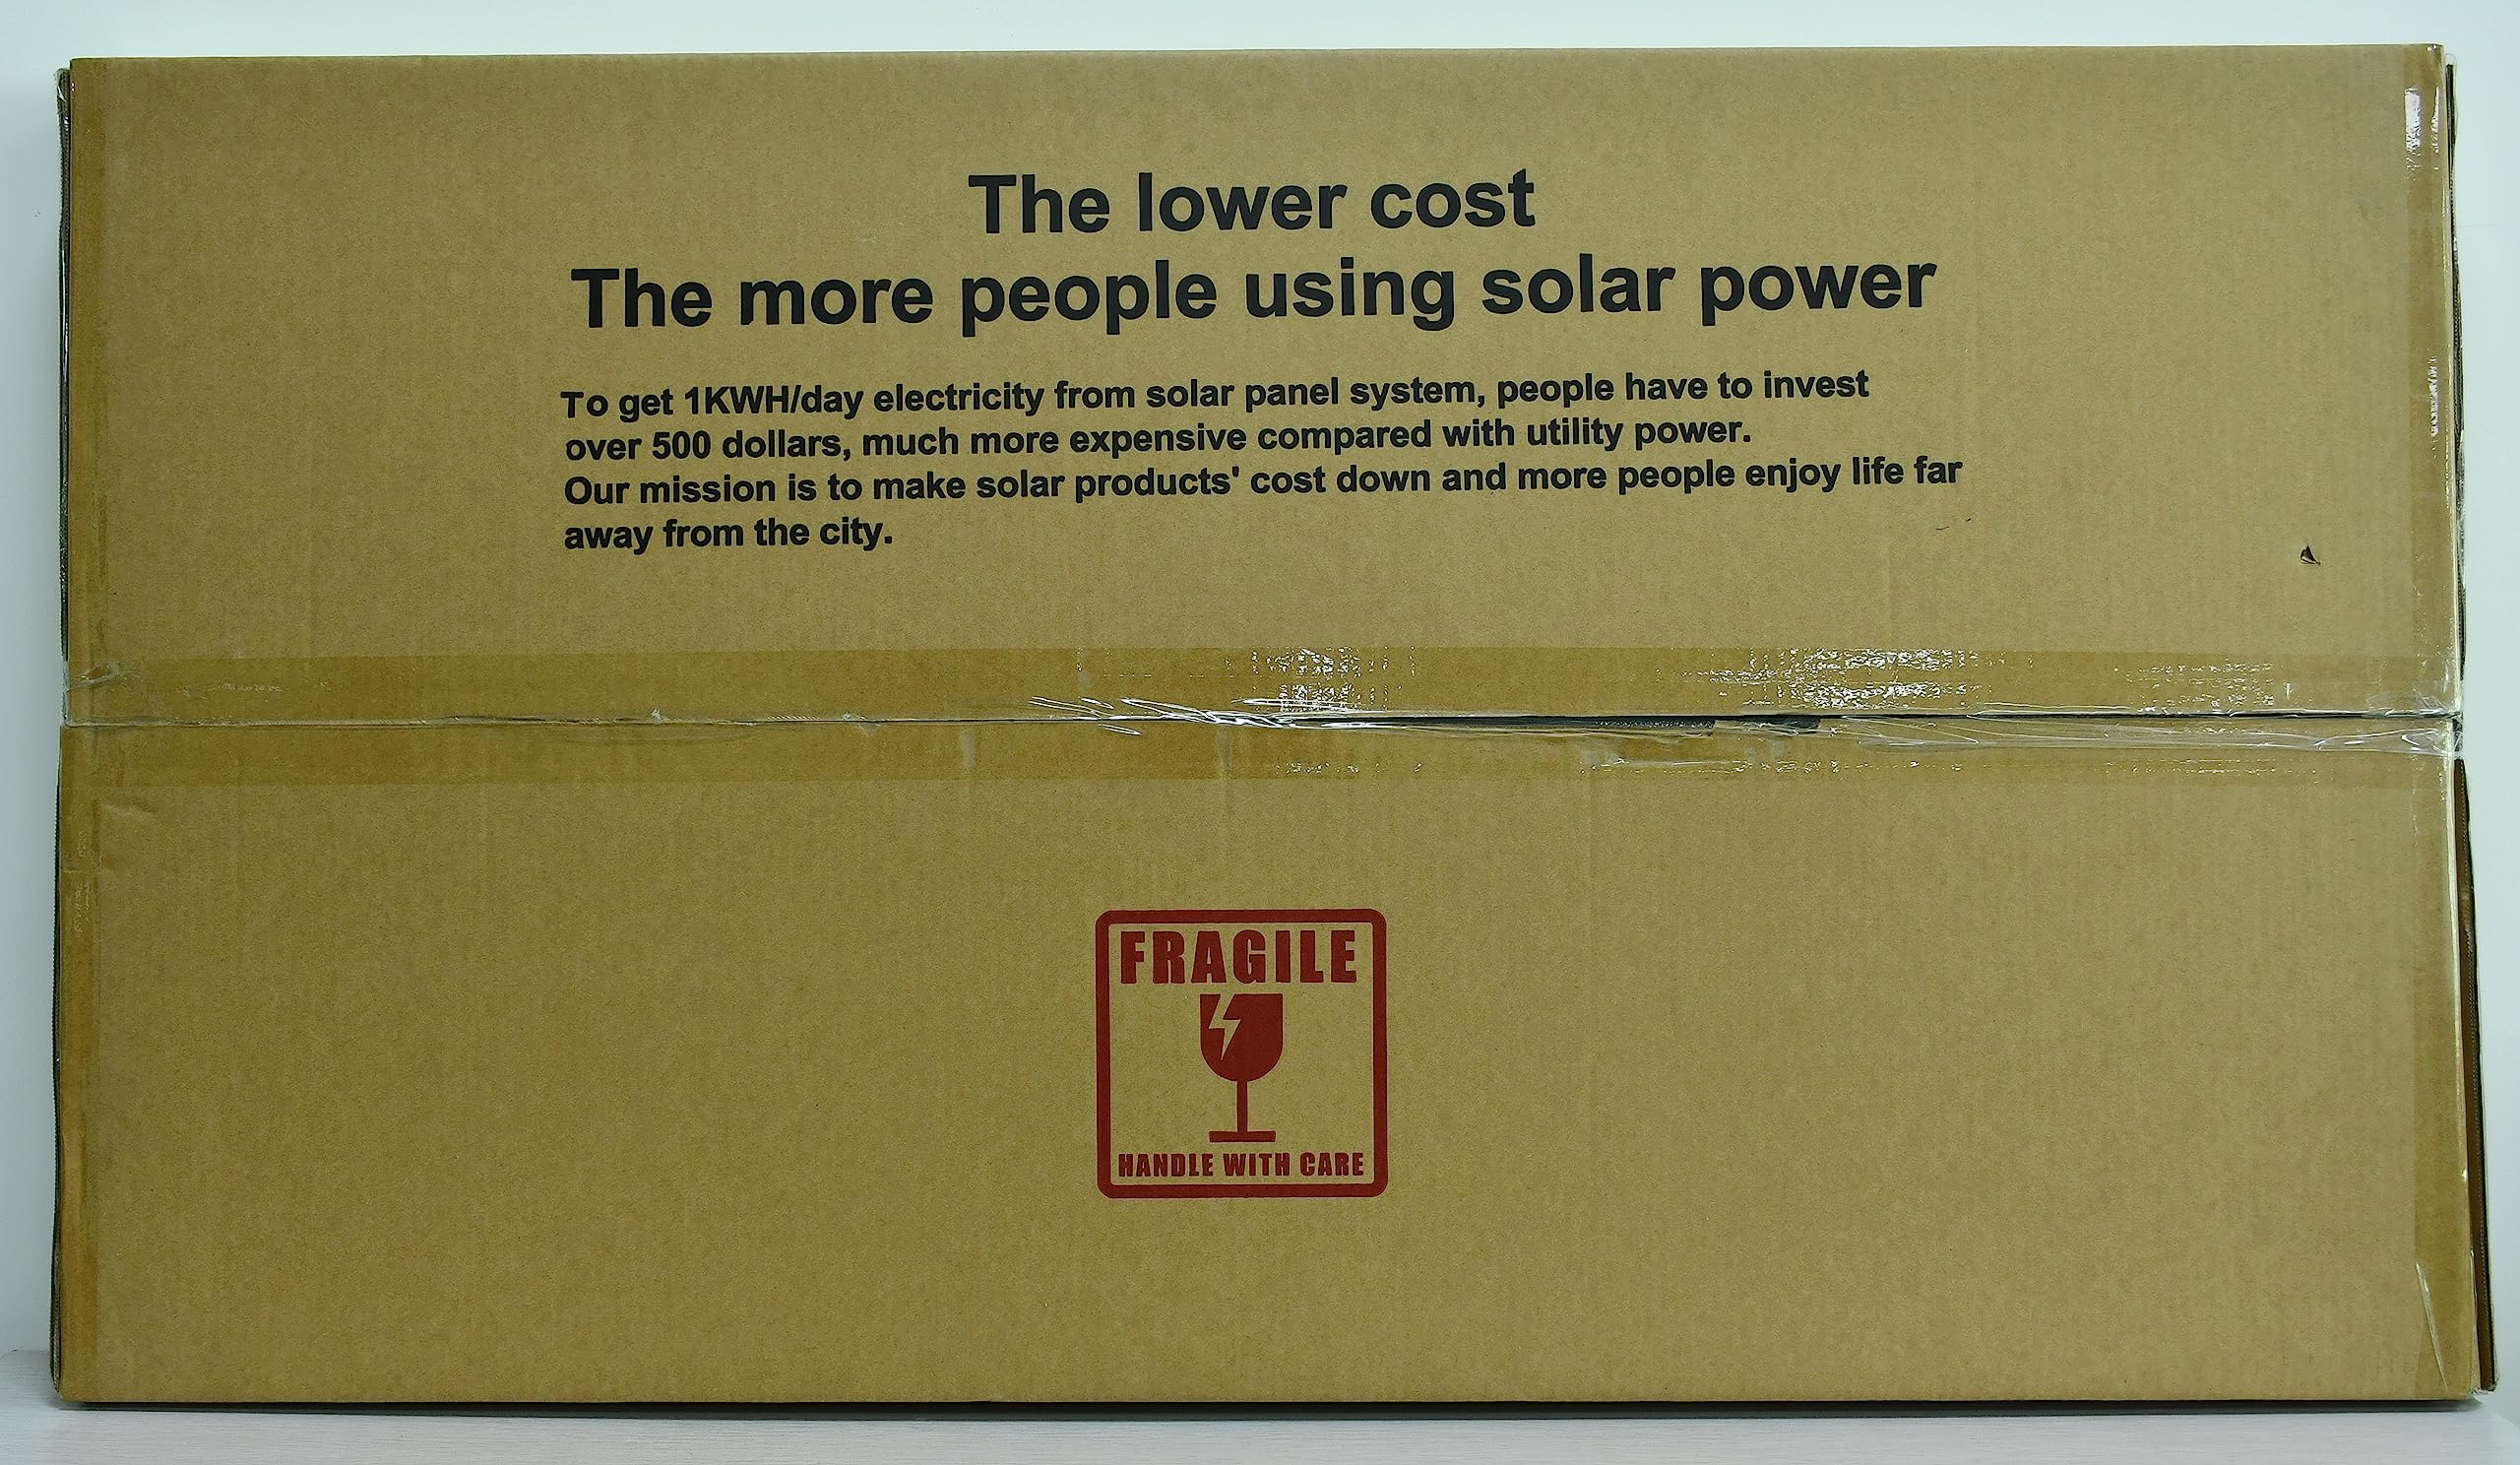 The lower cost
The more people using solar power
To get 1KWH/day electricity from solar panel system, people have to invest
over 500 dollars, much more expensive compared with utility power.
Our mission is to make solar products' cost down and more people enjoy life far
away from the city.
FRAGILE
HANDLE WITH CARE